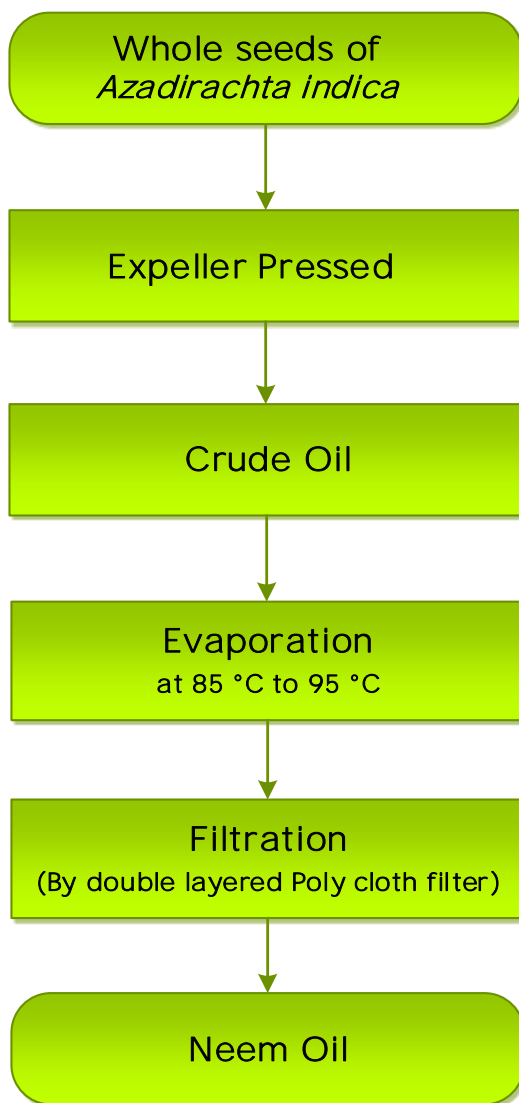 Whole seeds of
Azadirachta indica
Expeller Pressed
Crude Oil
Evaporation
at 85 °C to 95 °C
Filtration
(By double layered Poly cloth filter)
Neem Oil